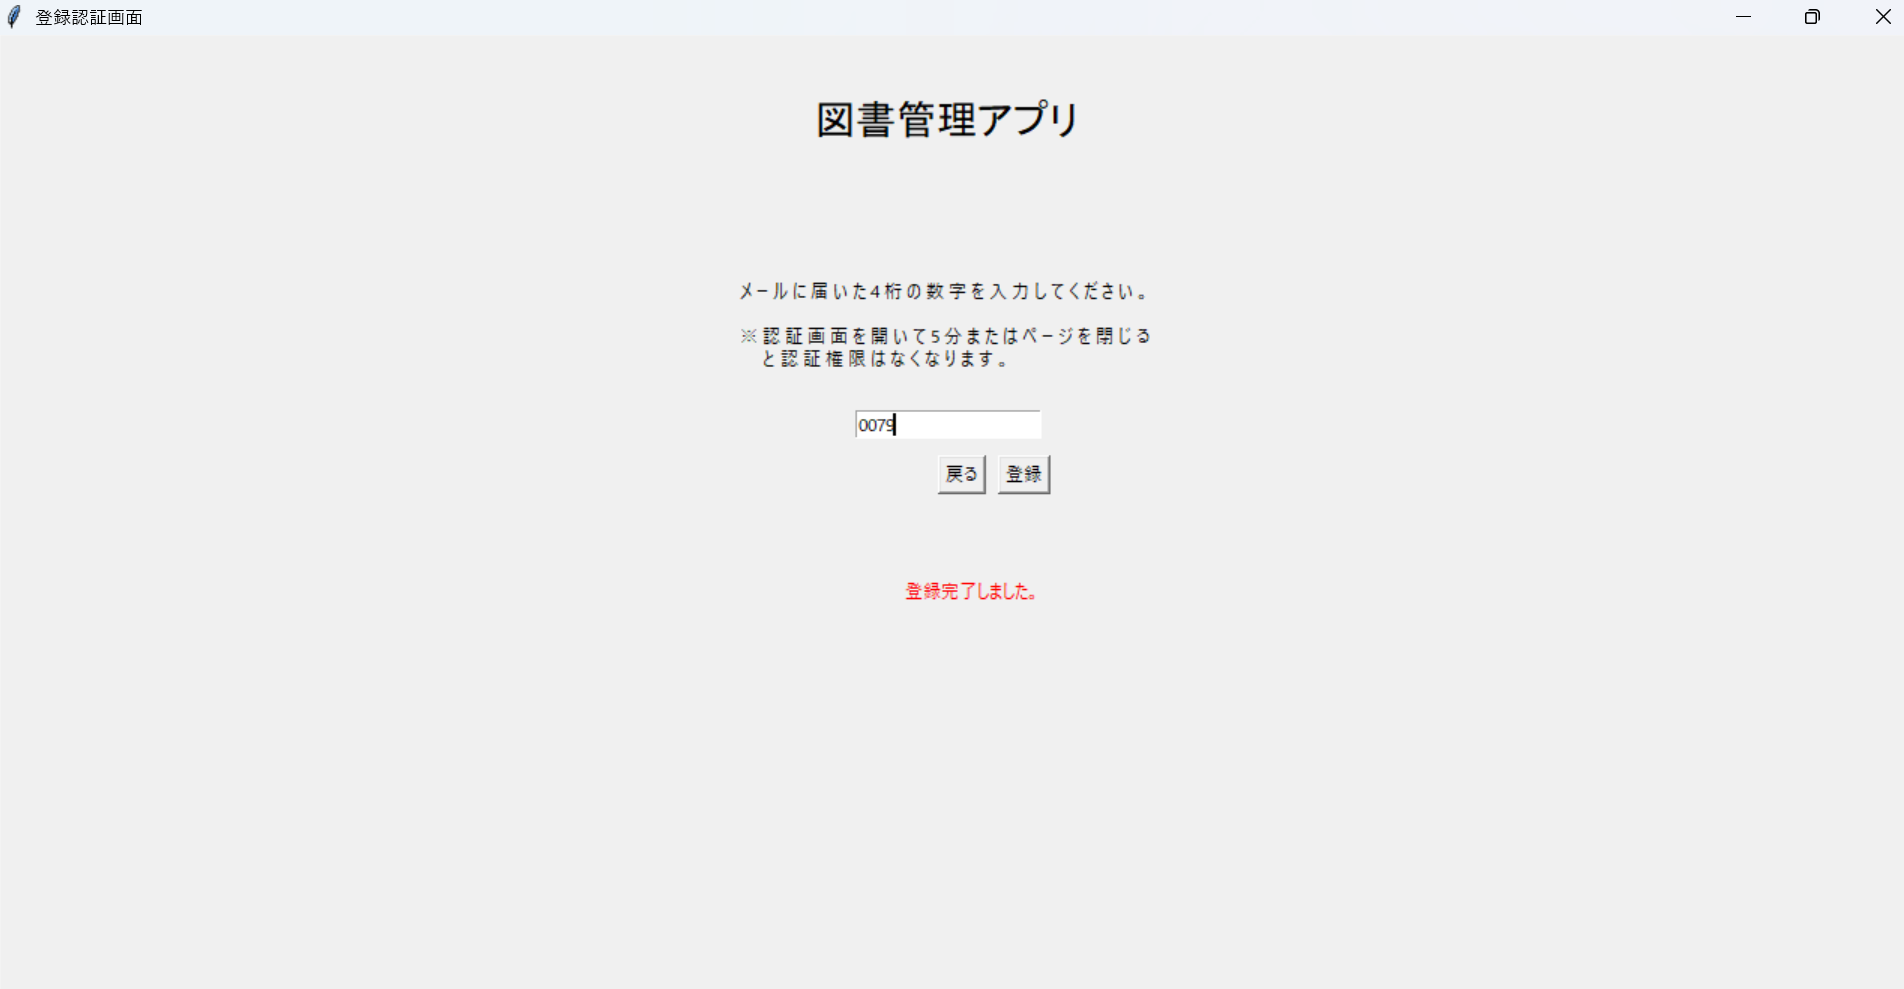 登録認証画面
図書管理アプリ
メールに届いた4桁の数字を入力してください。
※認証画面を開いて5分またはページを閉じる
と認証権限はなくなります。
0079
戻る 登録
登録完了しました。